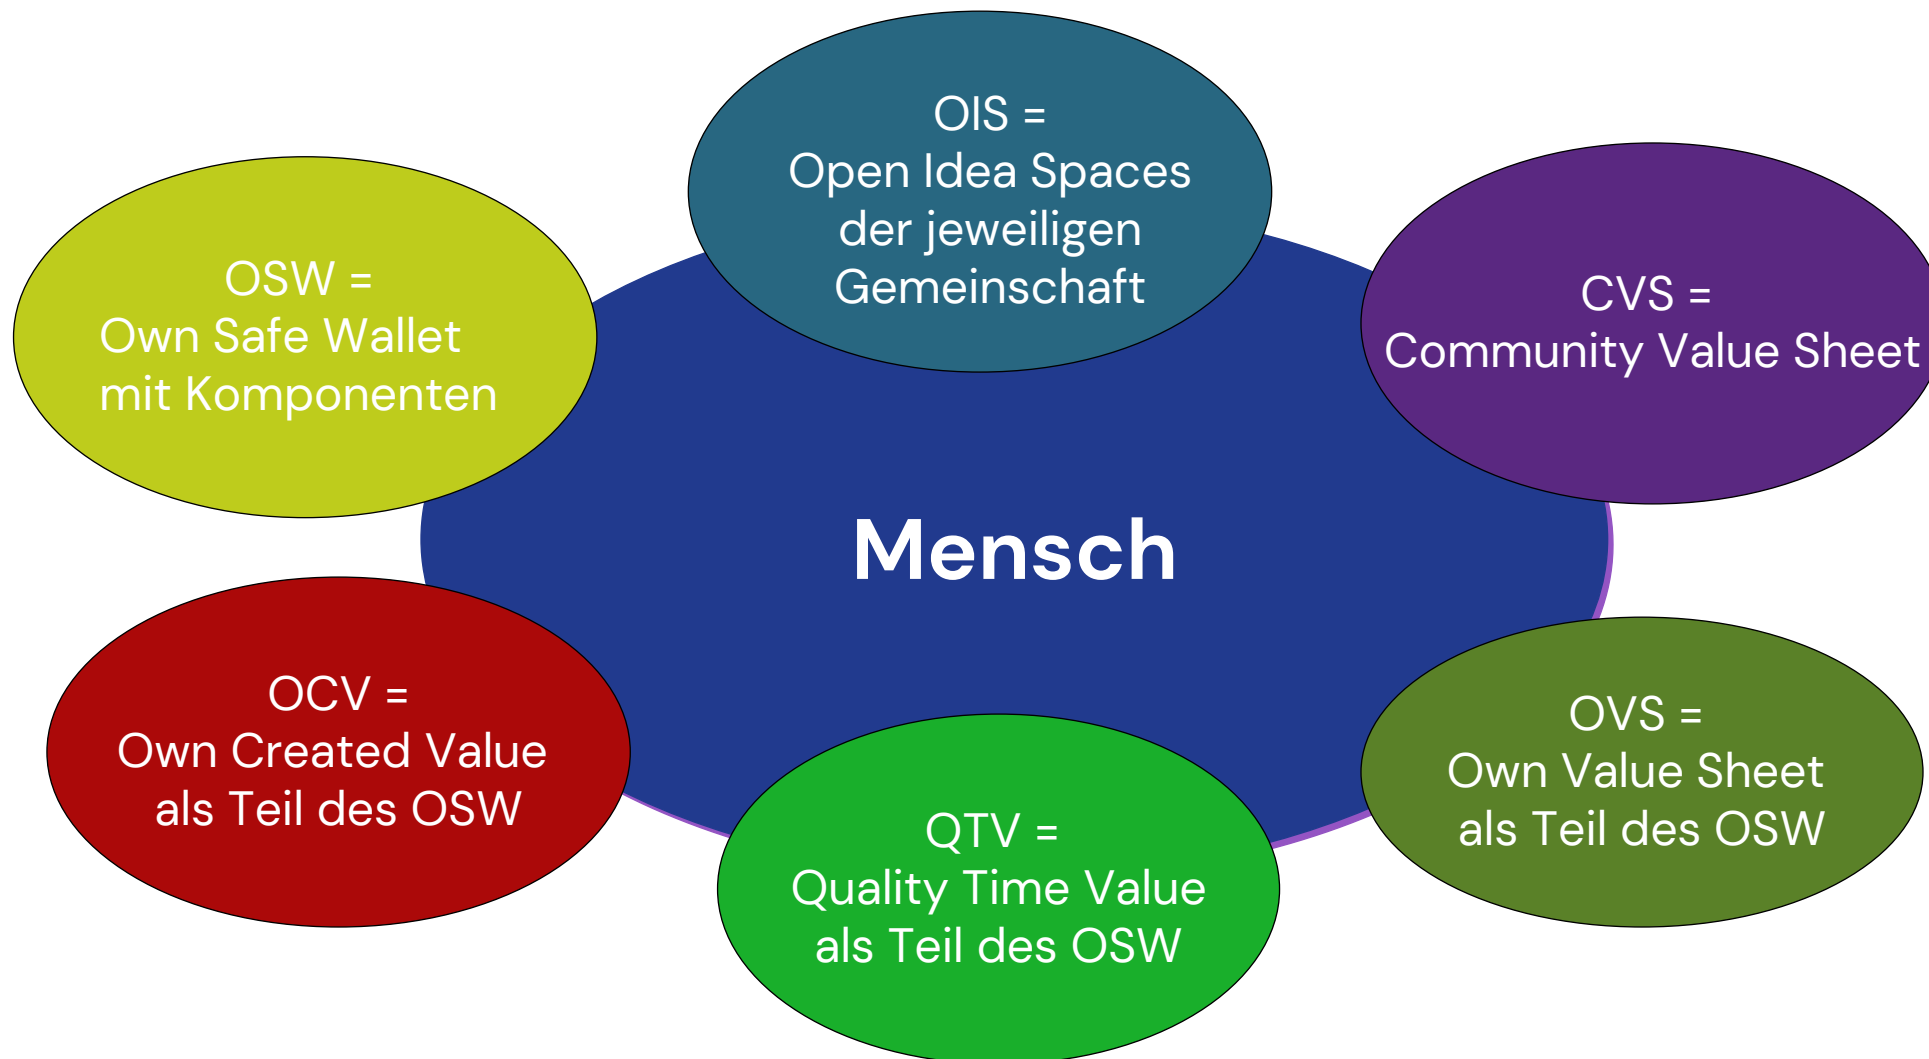 OIS =
Open Idea Spaces
der jeweiligen
Gemeinschaft
OSW =
Own Safe Wallet
mit Komponenten
CVS =
Community Value Sheet
Mensch
OCV =
Own Created Value
als Teil des OSW
OVS =
Own Value Sheet
als Teil des OSW
QTV =
Quality Time Value
als Teil des OSW